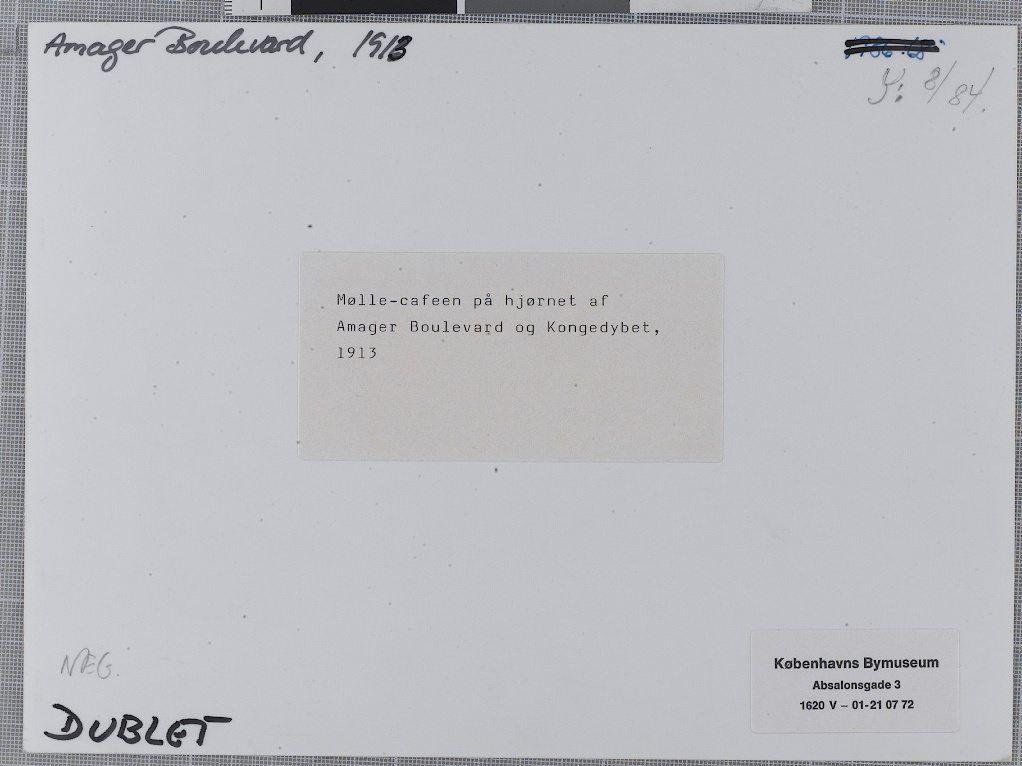 Amager Boulevard, 1913
Y: 8/84.
Mølle-cafeen på hjørnet af
Amager Boulevard og Kongedybet,
1913
NEG.
DUBLET
Københavns Bymuseum
Absalonsgade 3
1620 V – 01-21 07 72